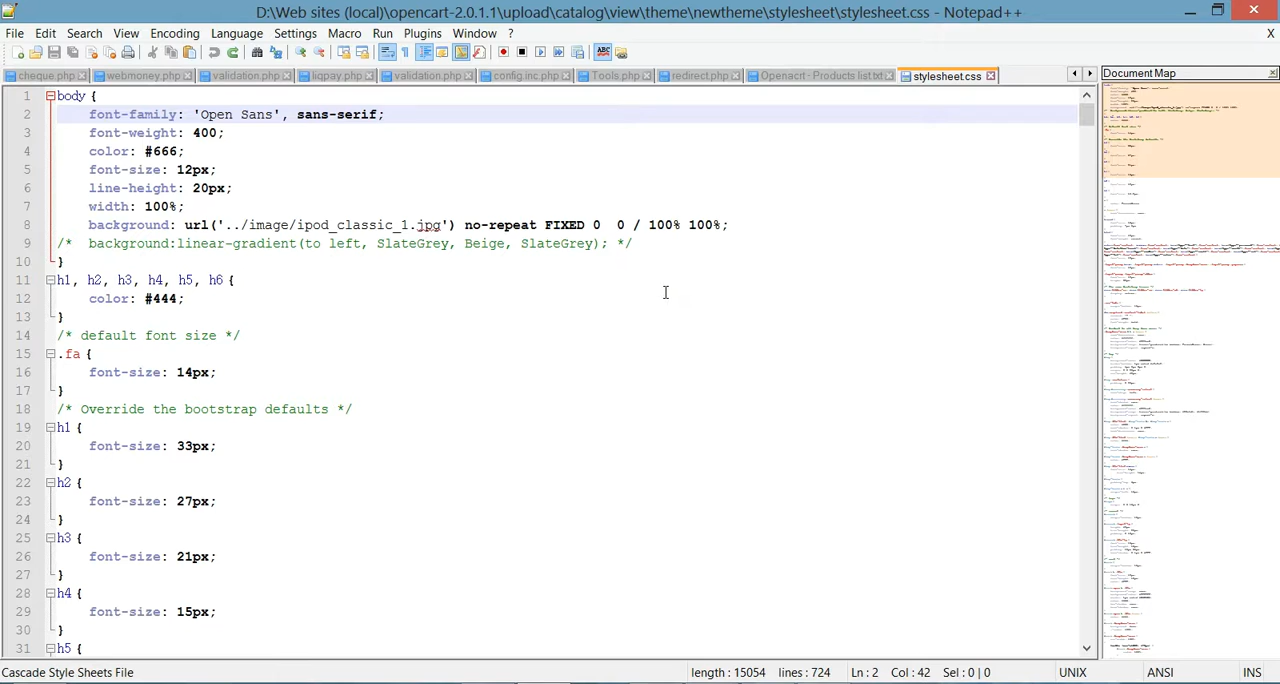 D:\Web sites (local)\opencart-2.0.1.1\upload\catalog\view\theme\newtheme\stylesheet\stylesheet.css - Notepad++
File Edit Search View Encoding Language Settings Macro Run Plugins Window ? X
cheque.php webmoney.php validation.php liqpay.php validation.php config.inc.php Tools.php redirect.php Openacrt - Products list.txt stylesheet.css Document Map
1 body {
2 font-family: 'Open Sans', sans-serif;
3 font-weight: 400;
4 color: #666;
5 font-size: 12px;
6 line-height: 20px;
7 width: 100%;
8 background: url('../image/ipod_classic_1.jpg') no-repeat FIXED 0 0 / 100% 100%;
9 /* background:linear-gradient(to left, SlateGrey, Beige, SlateGrey); */
10 }
11 h1, h2, h3, h4, h5, h6 {
12 color: #444;
13 }
14 /* default font size */
15 .fa {
16 font-size: 14px;
17 }
18 /* Override the bootstrap defaults */
19 h1 {
20 font-size: 33px;
21 }
22 h2 {
23 font-size: 27px;
24 }
25 h3 {
26 font-size: 21px;
27 }
28 h4 {
29 font-size: 15px;
30 }
31 h5 {
Cascade Style Sheets File length : 15054 lines : 724 Ln : 2 Col : 42 Sel : 0 | 0 UNIX ANSI INS